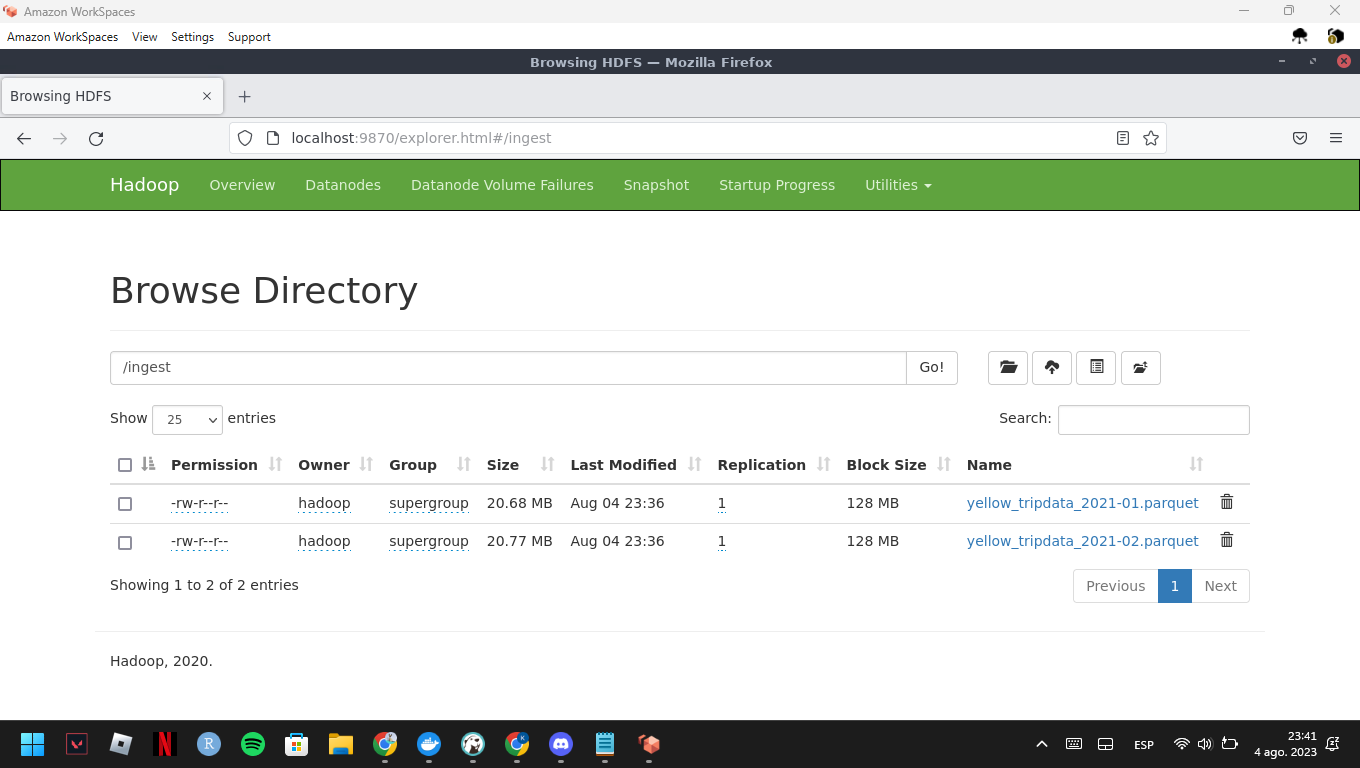 Amazon WorkSpaces
Amazon WorkSpaces View Settings Support
Browsing HDFS — Mozilla Firefox
Browsing HDFS
localhost:9870/explorer.html#/ingest
Hadoop Overview Datanodes Datanode Volume Failures Snapshot Startup Progress Utilities
Browse Directory
/ingest Go!
Show 25 entries Search:
Permission Owner Group Size Last Modified Replication Block Size Name
-rw-r--r-- hadoop supergroup 20.68 MB Aug 04 23:36 1 128 MB yellow_tripdata_2021-01.parquet
-rw-r--r-- hadoop supergroup 20.77 MB Aug 04 23:36 1 128 MB yellow_tripdata_2021-02.parquet
Showing 1 to 2 of 2 entries Previous 1 Next
Hadoop, 2020.
ESP 23:41
4 ago. 2023